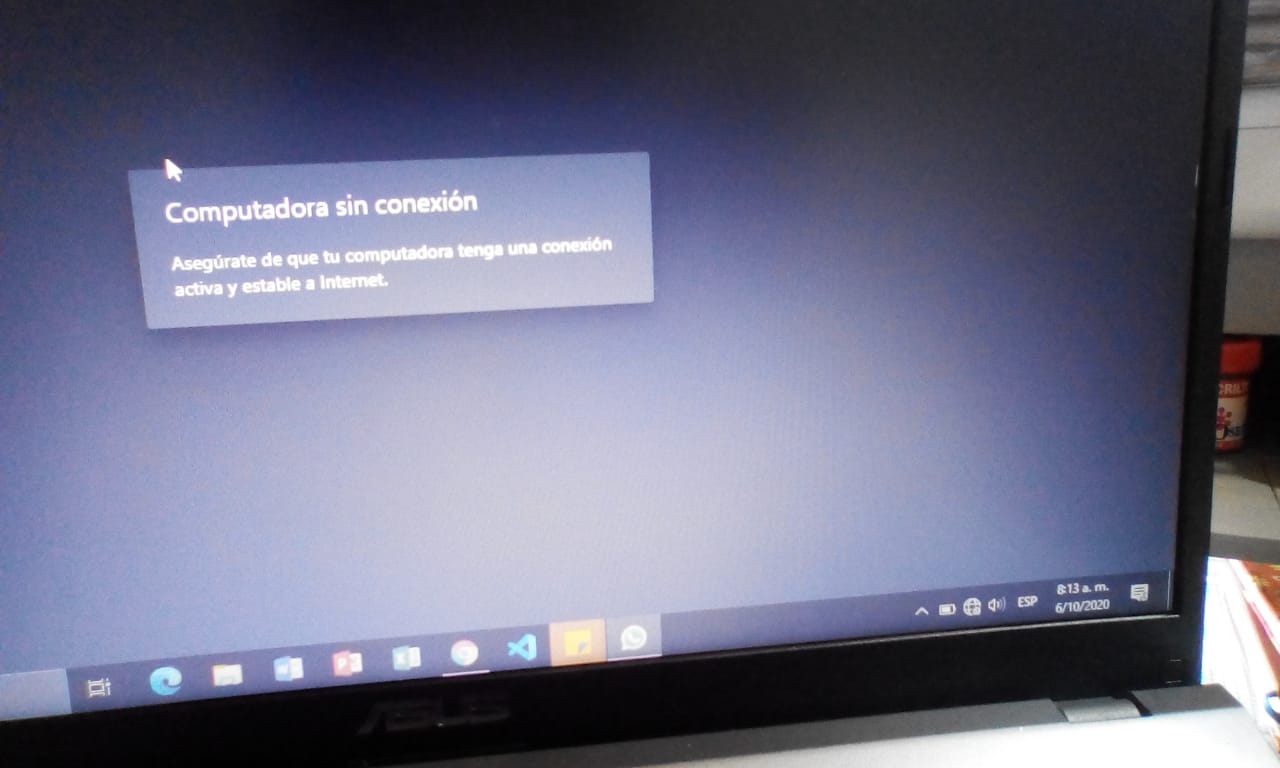 Computadora sin conexión
Asegúrate de que tu computadora tenga una conexión
activa y estable a Internet.
ESP
8:13 a. m.
6/10/2020
ASUS